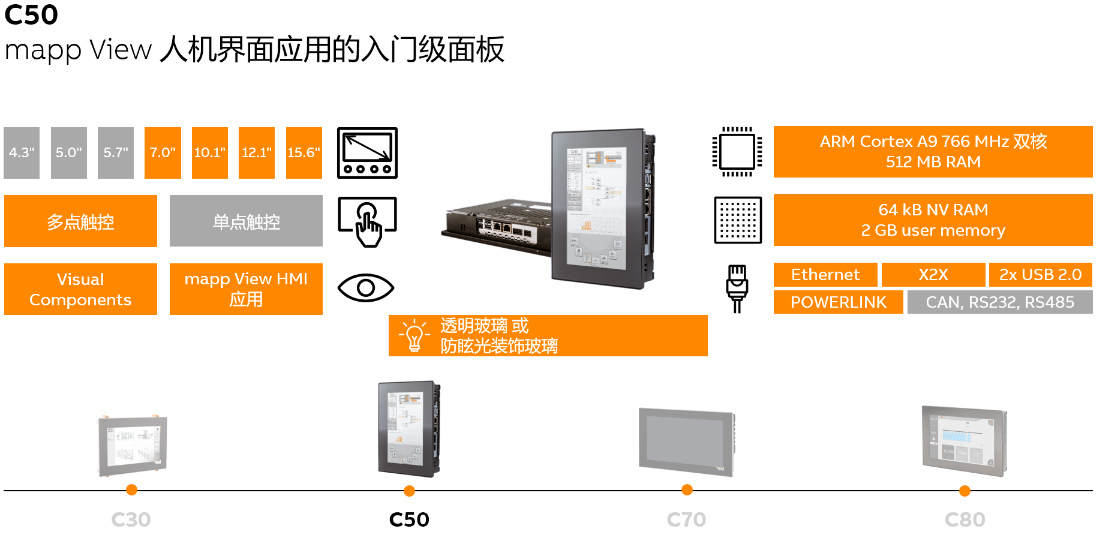 C50
mapp View 人机界面应用的入门级面板
4.3" 5.0" 5.7" 7.0" 10.1" 12.1" 15.6"
多点触控 单点触控
Visual
Components
mapp View HMI
应用
透明玻璃 或
防眩光装饰玻璃
ARM Cortex A9 766 MHz 双核
512 MB RAM
64 kB NV RAM
2 GB user memory
Ethernet X2X 2x USB 2.0
POWERLINK CAN, RS232, RS485
C30 C50 C70 C80